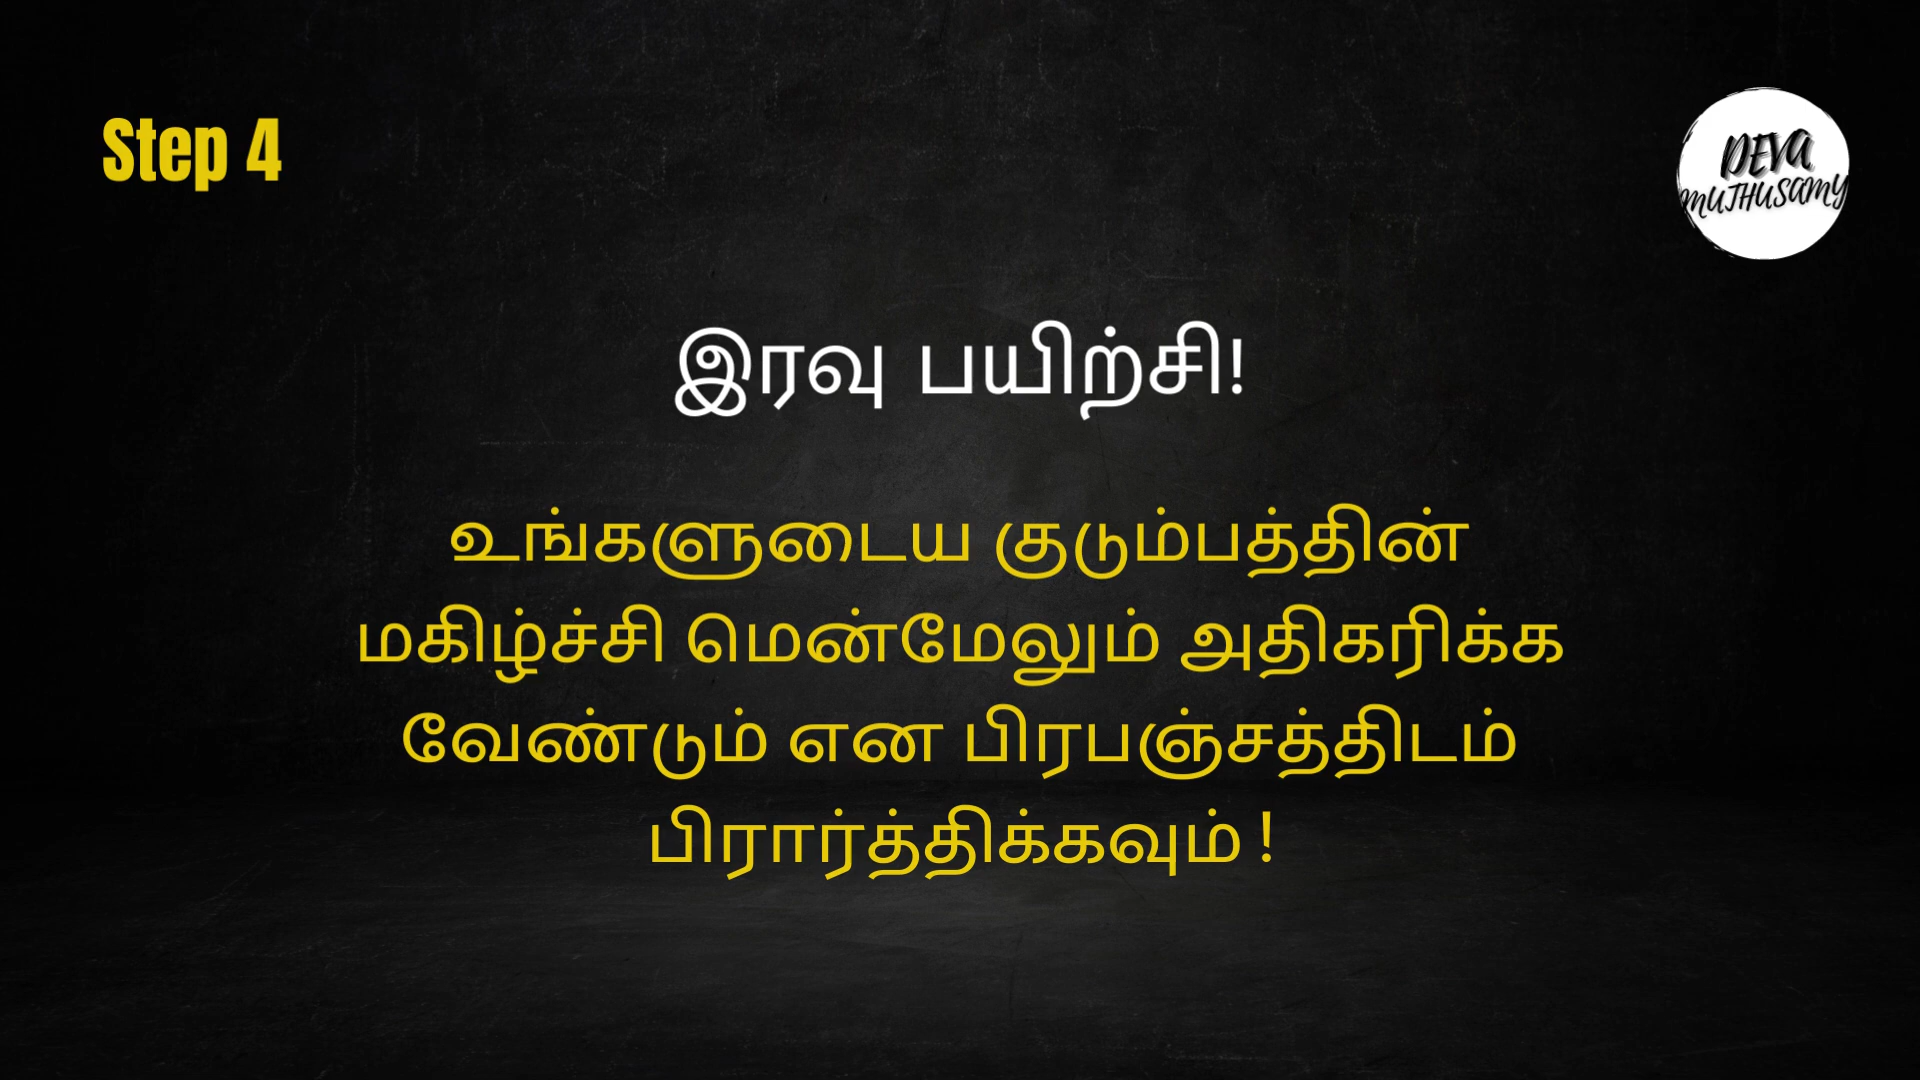 Step 4
DEVA
MUTHUSAMY
இரவு பயிற்சி!
உங்களுடைய குடும்பத்தின்
மகிழ்ச்சி மென்மேலும் அதிகரிக்க
வேண்டும் என பிரபஞ்சத்திடம்
பிரார்த்திக்கவும் !